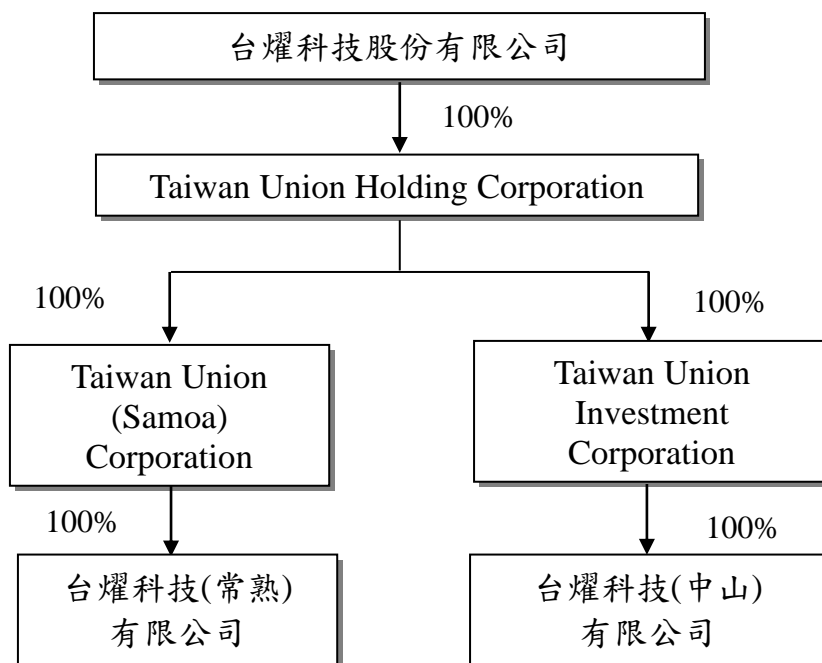 台燿科技股份有限公司
100%
Taiwan Union Holding Corporation
100%
100%
Taiwan Union
(Samoa)
Corporation
Taiwan Union
Investment
Corporation
100%
100%
台燿科技(常熟)
有限公司
台燿科技(中山)
有限公司